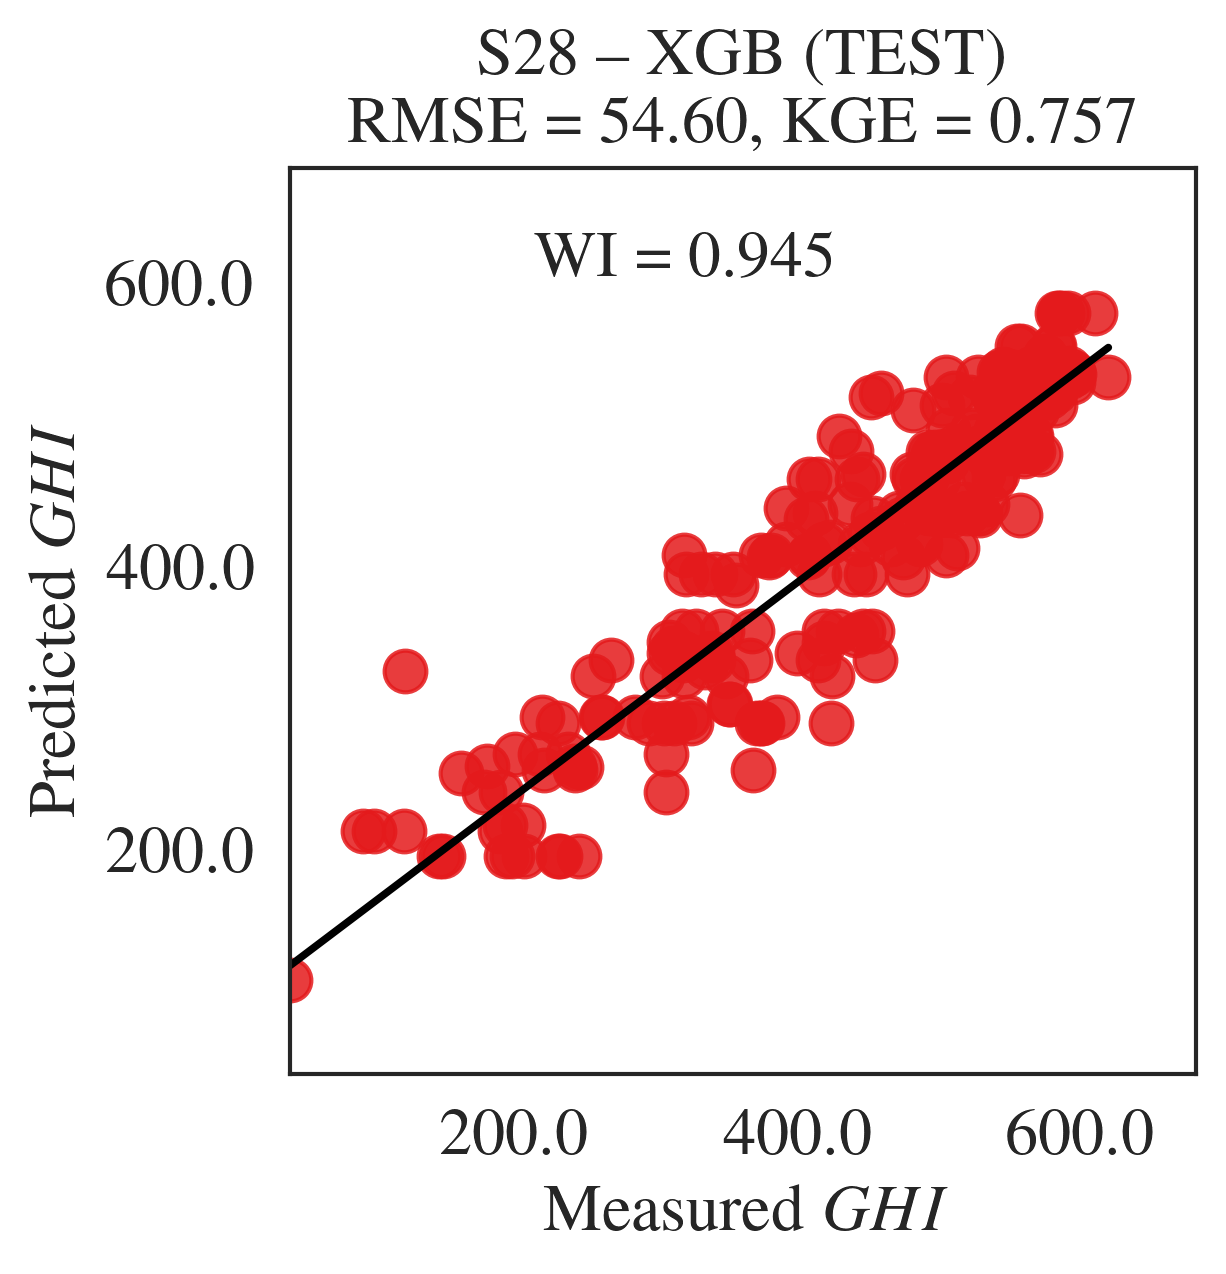 S28 – XGB (TEST)
RMSE = 54.60, KGE = 0.757
WI = 0.945
600.0
400.0
200.0
Predicted GHI
200.0 400.0 600.0
Measured GHI